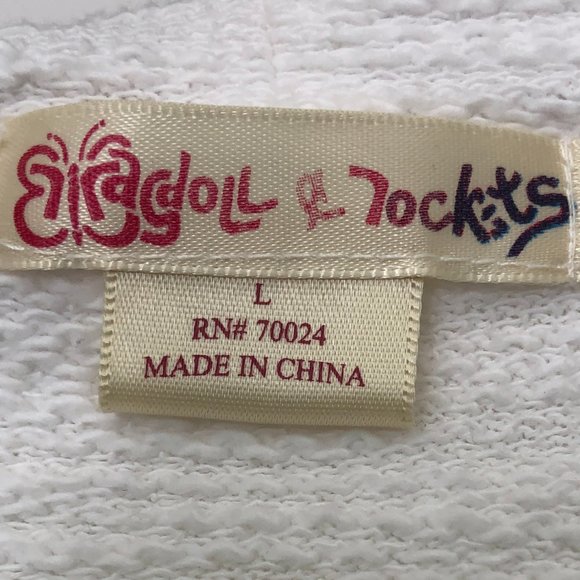 Ragdoll & Rockets
L
RN# 70024
MADE IN CHINA